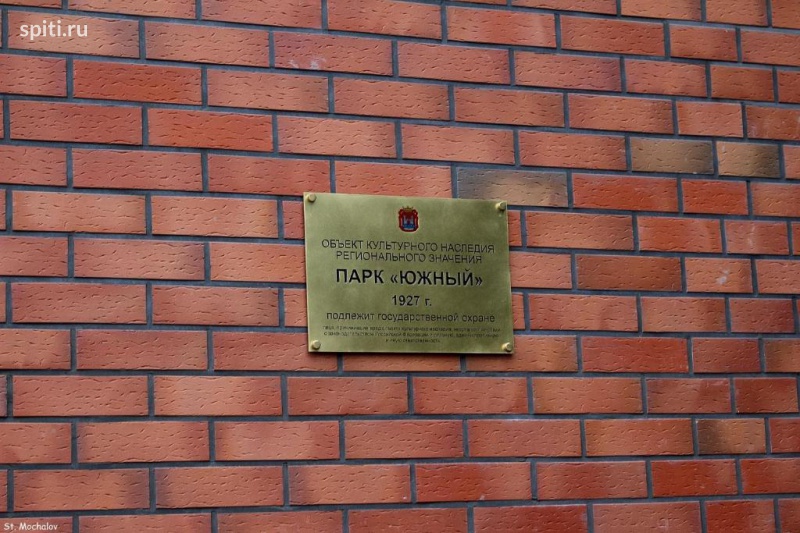 spiti.ru
ОБЪЕКТ КУЛЬТУРНОГО НАСЛЕДИЯ
РЕГИОНАЛЬНОГО ЗНАЧЕНИЯ
ПАРК «ЮЖНЫЙ»
1927 г.
подлежит государственной охране
St. Mochalov